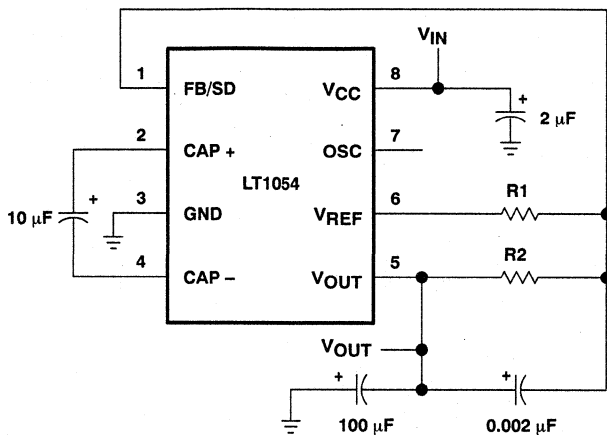 VIN
1 FB/SD VCC 8
+
2 μF
2 CAP + OSC 7
+
10 μF
LT1054
3 GND VREF 6 R1
4 CAP – VOUT 5 R2
VOUT
+ +
100 μF 0.002 μF